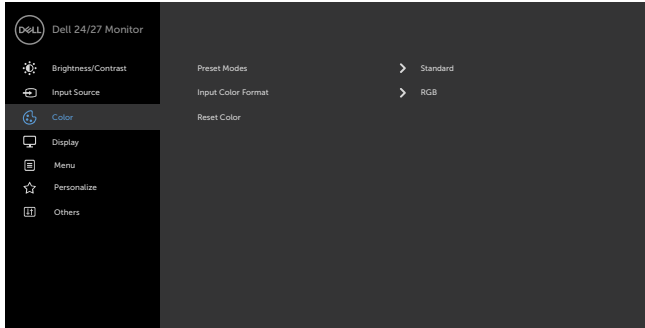 DELL Dell 24/27 Monitor
Brightness/Contrast Preset Modes Standard
Input Source Input Color Format RGB
Color Reset Color
Display
Menu
Personalize
Others